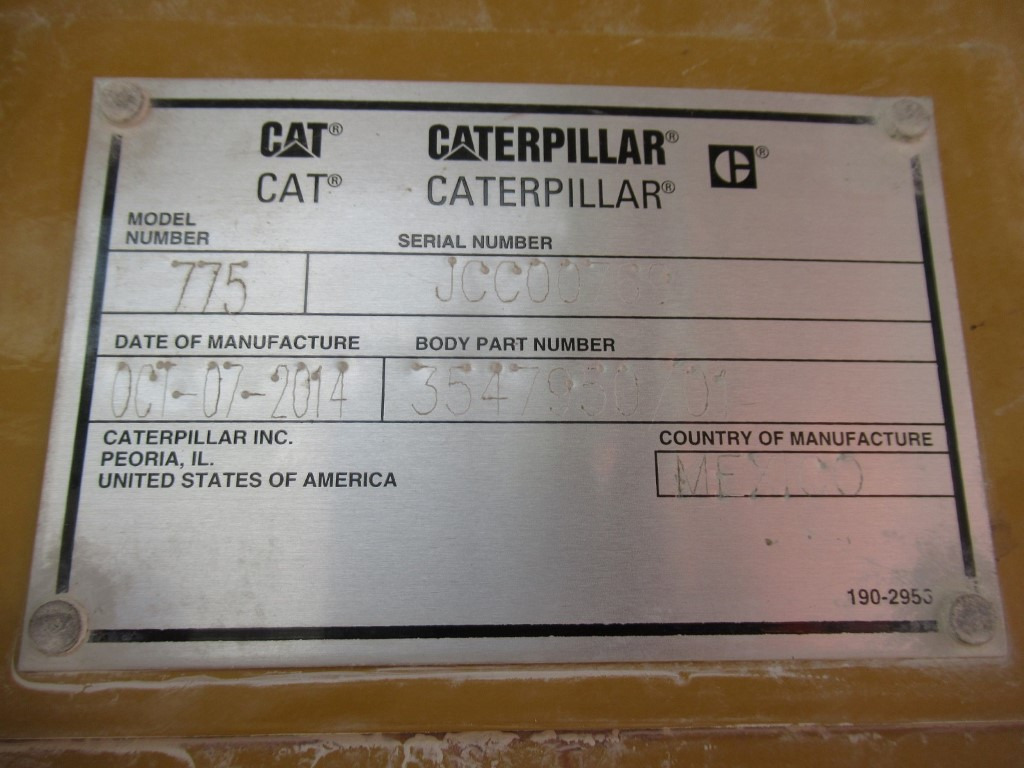 CAT® CATERPILLAR® C®
CAT® CATERPILLAR®
MODEL
NUMBER SERIAL NUMBER
775
DATE OF MANUFACTURE BODY PART NUMBER
OCT-07-2014
CATERPILLAR INC. COUNTRY OF MANUFACTURE
PEORIA, IL. MEXICO
UNITED STATES OF AMERICA